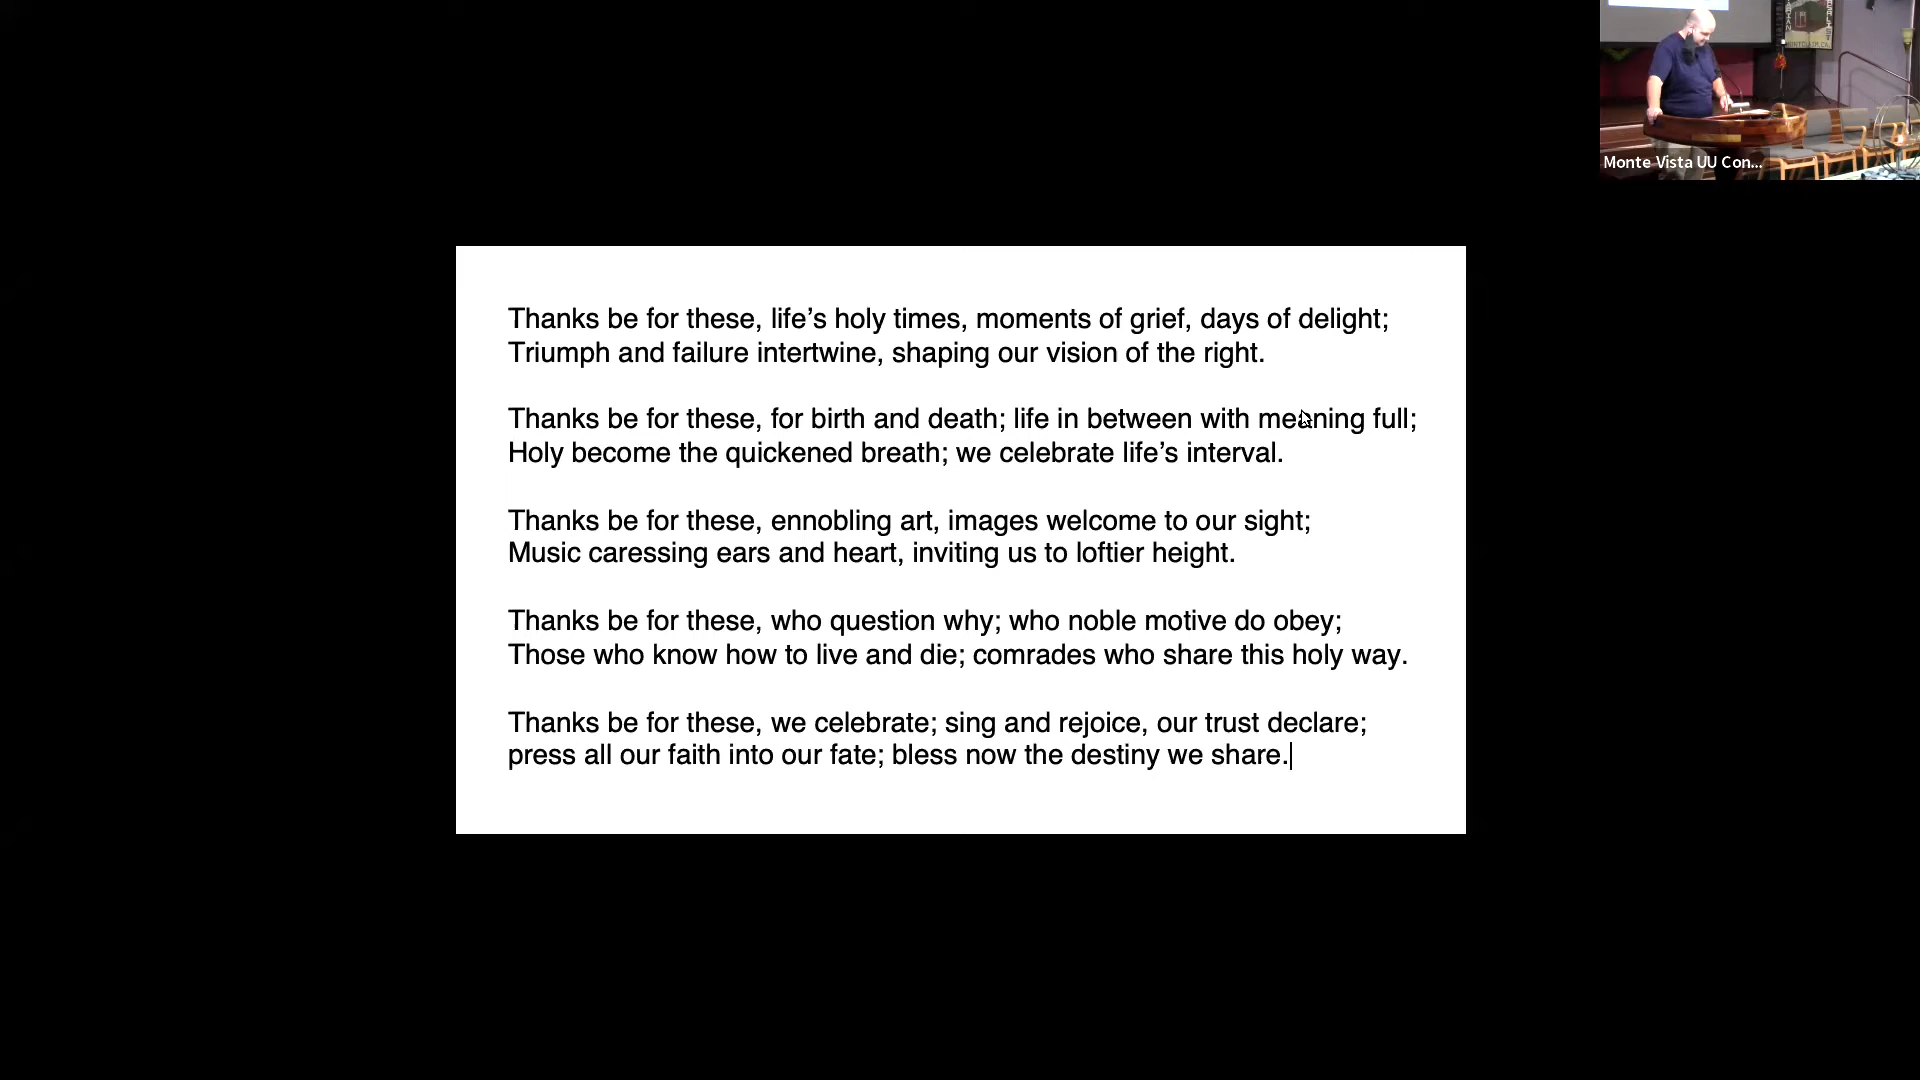 Monte Vista UU Con...
Thanks be for these, life’s holy times, moments of grief, days of delight;
Triumph and failure intertwine, shaping our vision of the right.
Thanks be for these, for birth and death; life in between with meaning full;
Holy become the quickened breath; we celebrate life’s interval.
Thanks be for these, ennobling art, images welcome to our sight;
Music caressing ears and heart, inviting us to loftier height.
Thanks be for these, who question why; who noble motive do obey;
Those who know how to live and die; comrades who share this holy way.
Thanks be for these, we celebrate; sing and rejoice, our trust declare;
press all our faith into our fate; bless now the destiny we share.